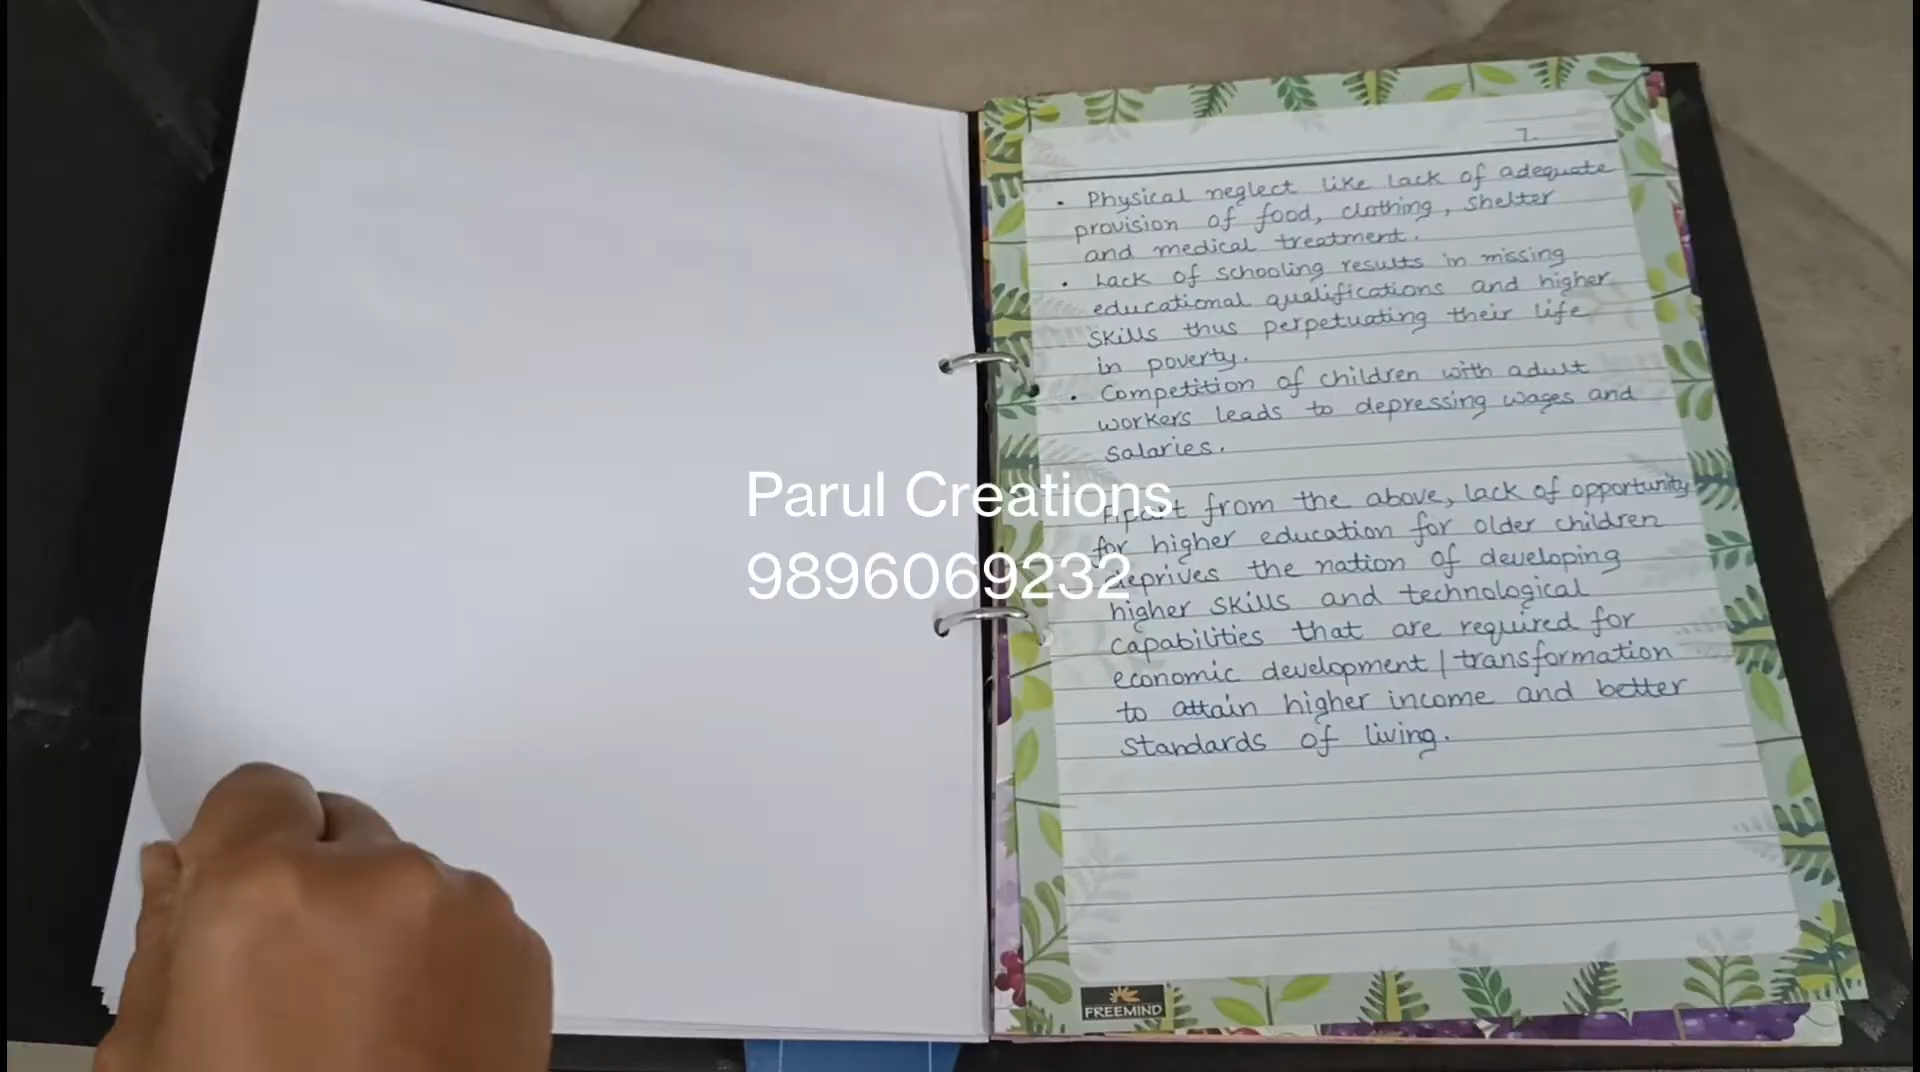 7.
• Physical neglect like lack of adequate
provision of food, clothing, shelter
and medical treatment.
• Lack of schooling results in missing
educational qualifications and higher
skills thus perpetuating their life
in poverty.
• Competition of children with adult
workers leads to depressing wages and
salaries.
Apart from the above, lack of opportunity
for higher education for older children
deprives the nation of developing
higher skills and technological
capabilities that are required for
economic development / transformation
to attain higher income and better
standards of living.
FREEMIND
Parul Creations
9896069232